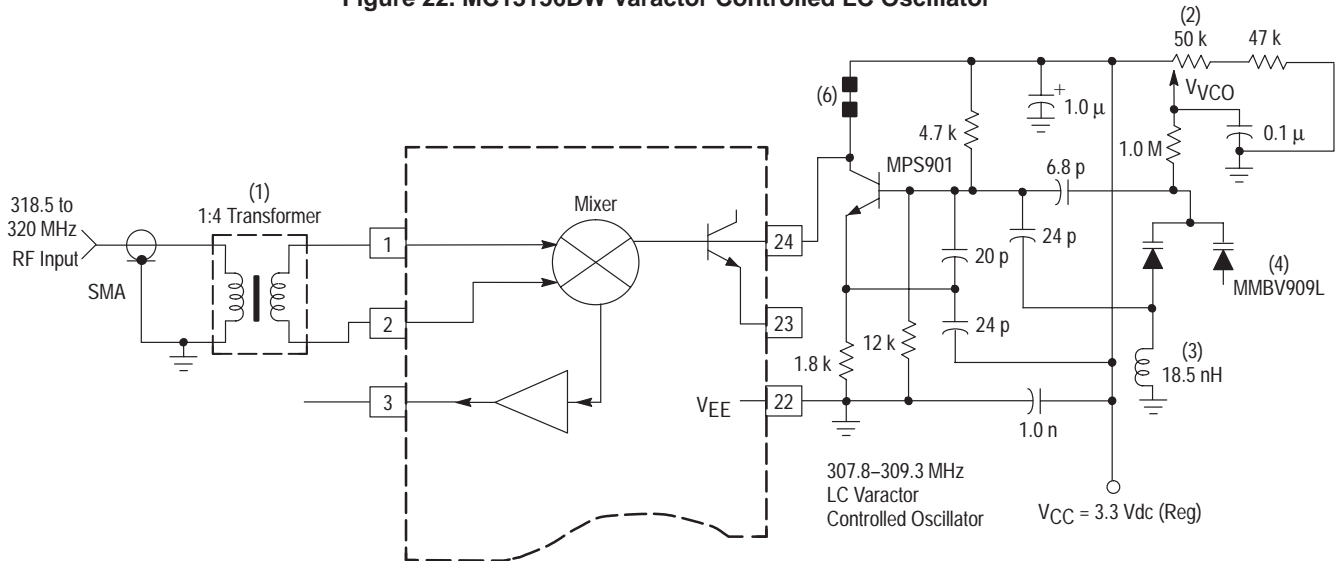 Figure 22. MC13156DW Varactor Controlled LC Oscillator
(2)
50 k
47 k
(6)
+
1.0 µ
VVCO
4.7 k
0.1 µ
1.0 M
MPS901
6.8 p
(1)
1:4 Transformer
318.5 to
320 MHz
RF Input
SMA
Mixer
1
24
24 p
20 p
(4)
MMBV909L
2
23
24 p
12 k
1.8 k
(3)
18.5 nH
3
VEE
22
1.0 n
307.8–309.3 MHz
LC Varactor
Controlled Oscillator
VCC = 3.3 Vdc (Reg)